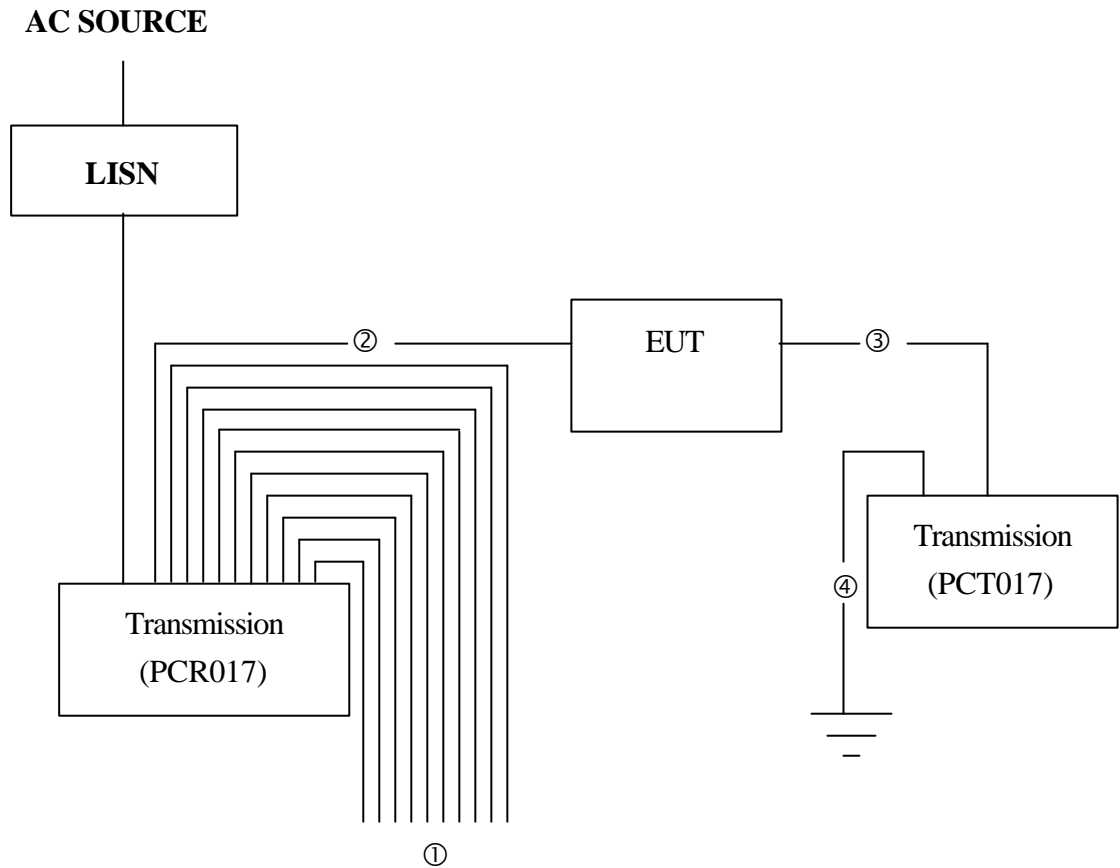 AC SOURCE
LISN
②
EUT
③
Transmission
(PCT017)
④
Transmission
(PCR017)
①